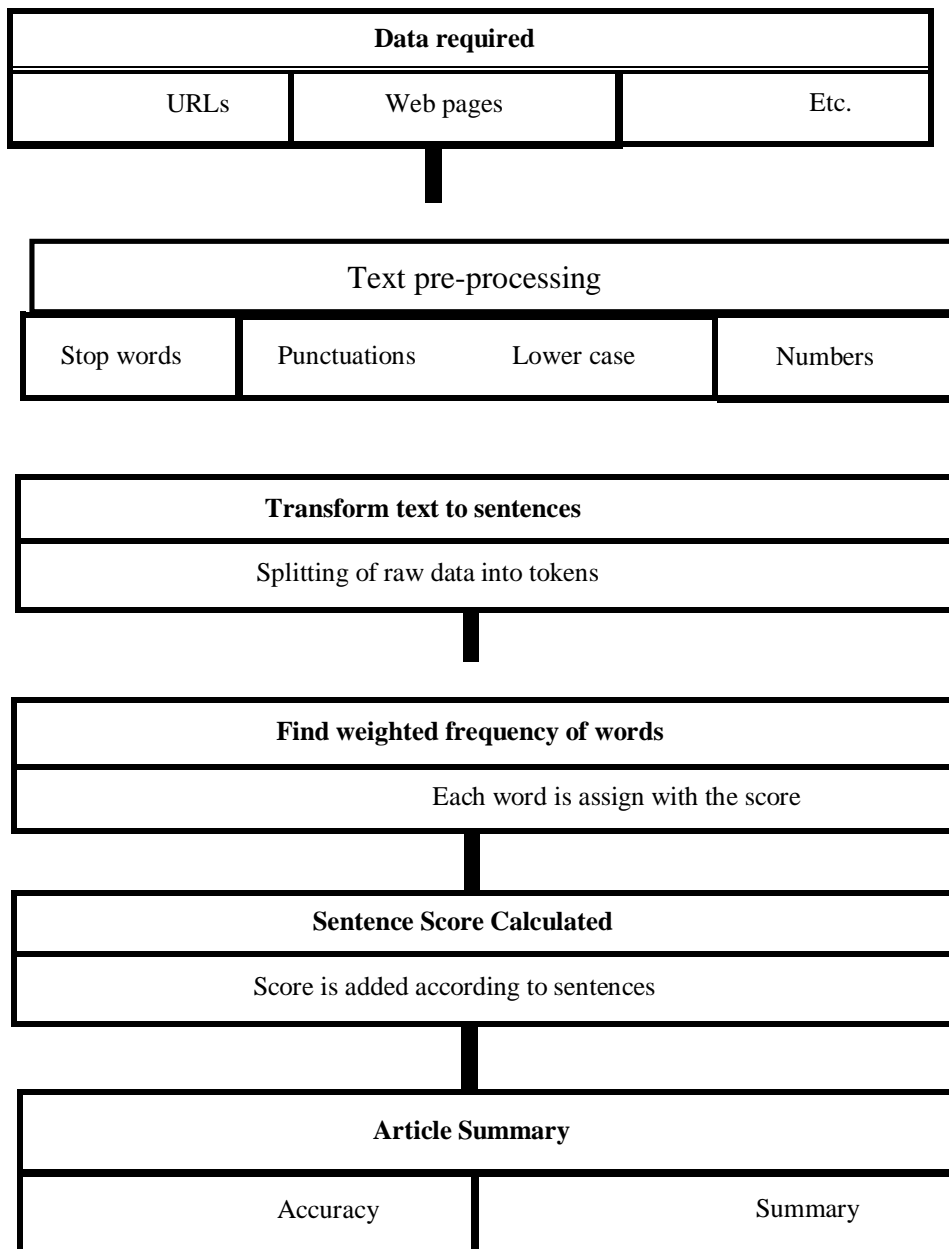 Data required
URLs Web pages Etc.
Text pre-processing
Stop words Punctuations Lower case Numbers
Transform text to sentences
Splitting of raw data into tokens
Find weighted frequency of words
Each word is assign with the score
Sentence Score Calculated
Score is added according to sentences
Article Summary
Accuracy Summary